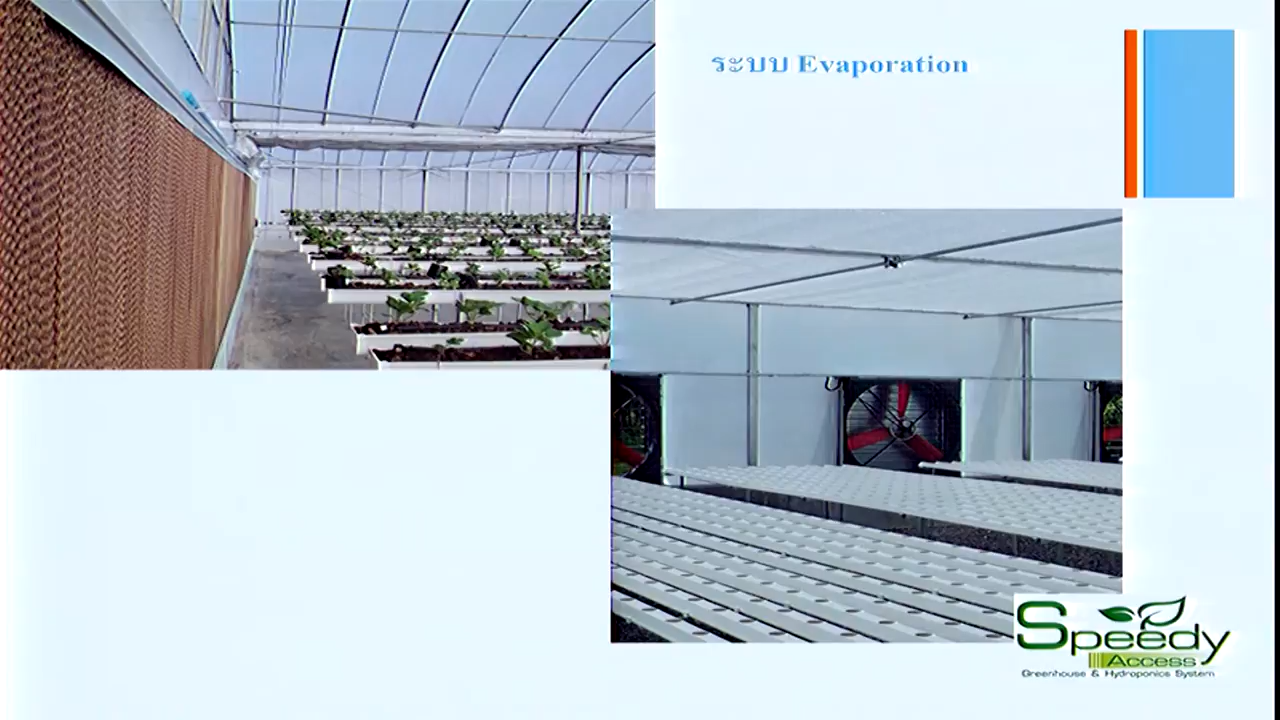 ระบบ Evaporation
Speedy
Access
Greenhouse & Hydroponics System